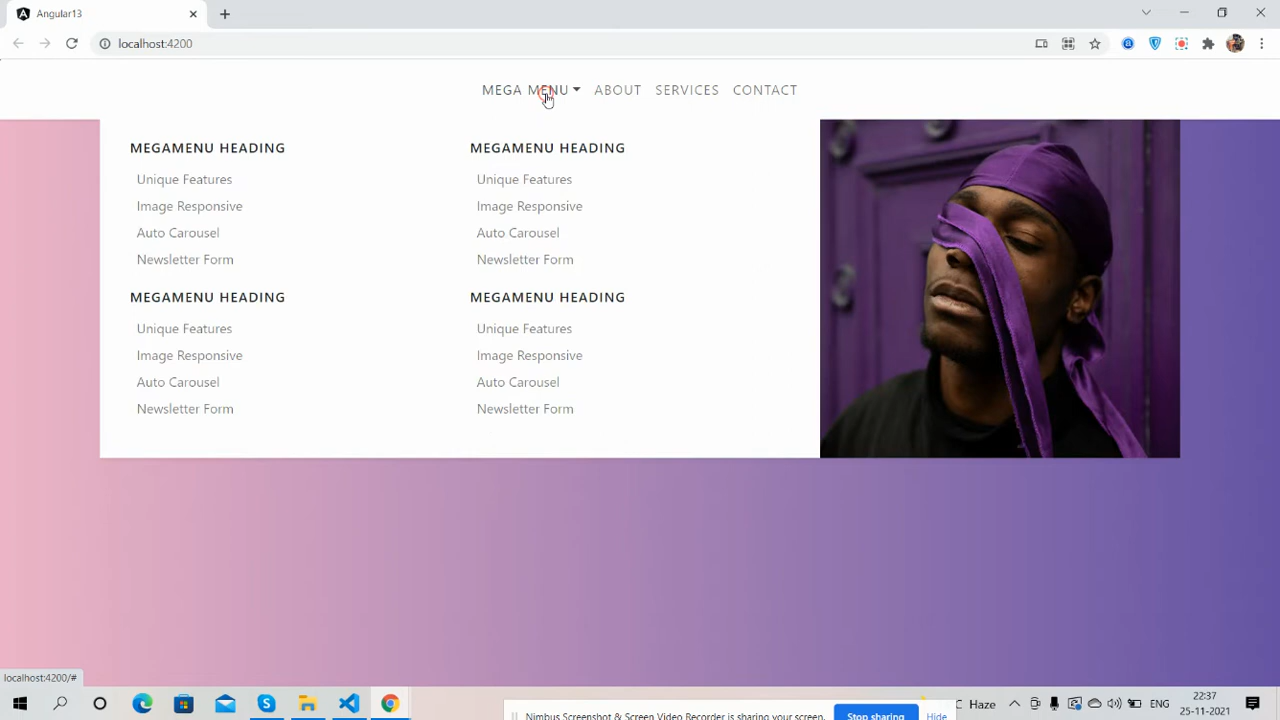 Angular13
localhost:4200
MEGA MENU ABOUT SERVICES CONTACT
MEGAMENU HEADING
Unique Features
Image Responsive
Auto Carousel
Newsletter Form
MEGAMENU HEADING
Unique Features
Image Responsive
Auto Carousel
Newsletter Form
MEGAMENU HEADING
Unique Features
Image Responsive
Auto Carousel
Newsletter Form
MEGAMENU HEADING
Unique Features
Image Responsive
Auto Carousel
Newsletter Form
localhost:4200/#
Nimbus Screenshot & Screen Video Recorder is sharing your screen.
Stop sharing
Hide
Haze
ENG
22:37
25-11-2021